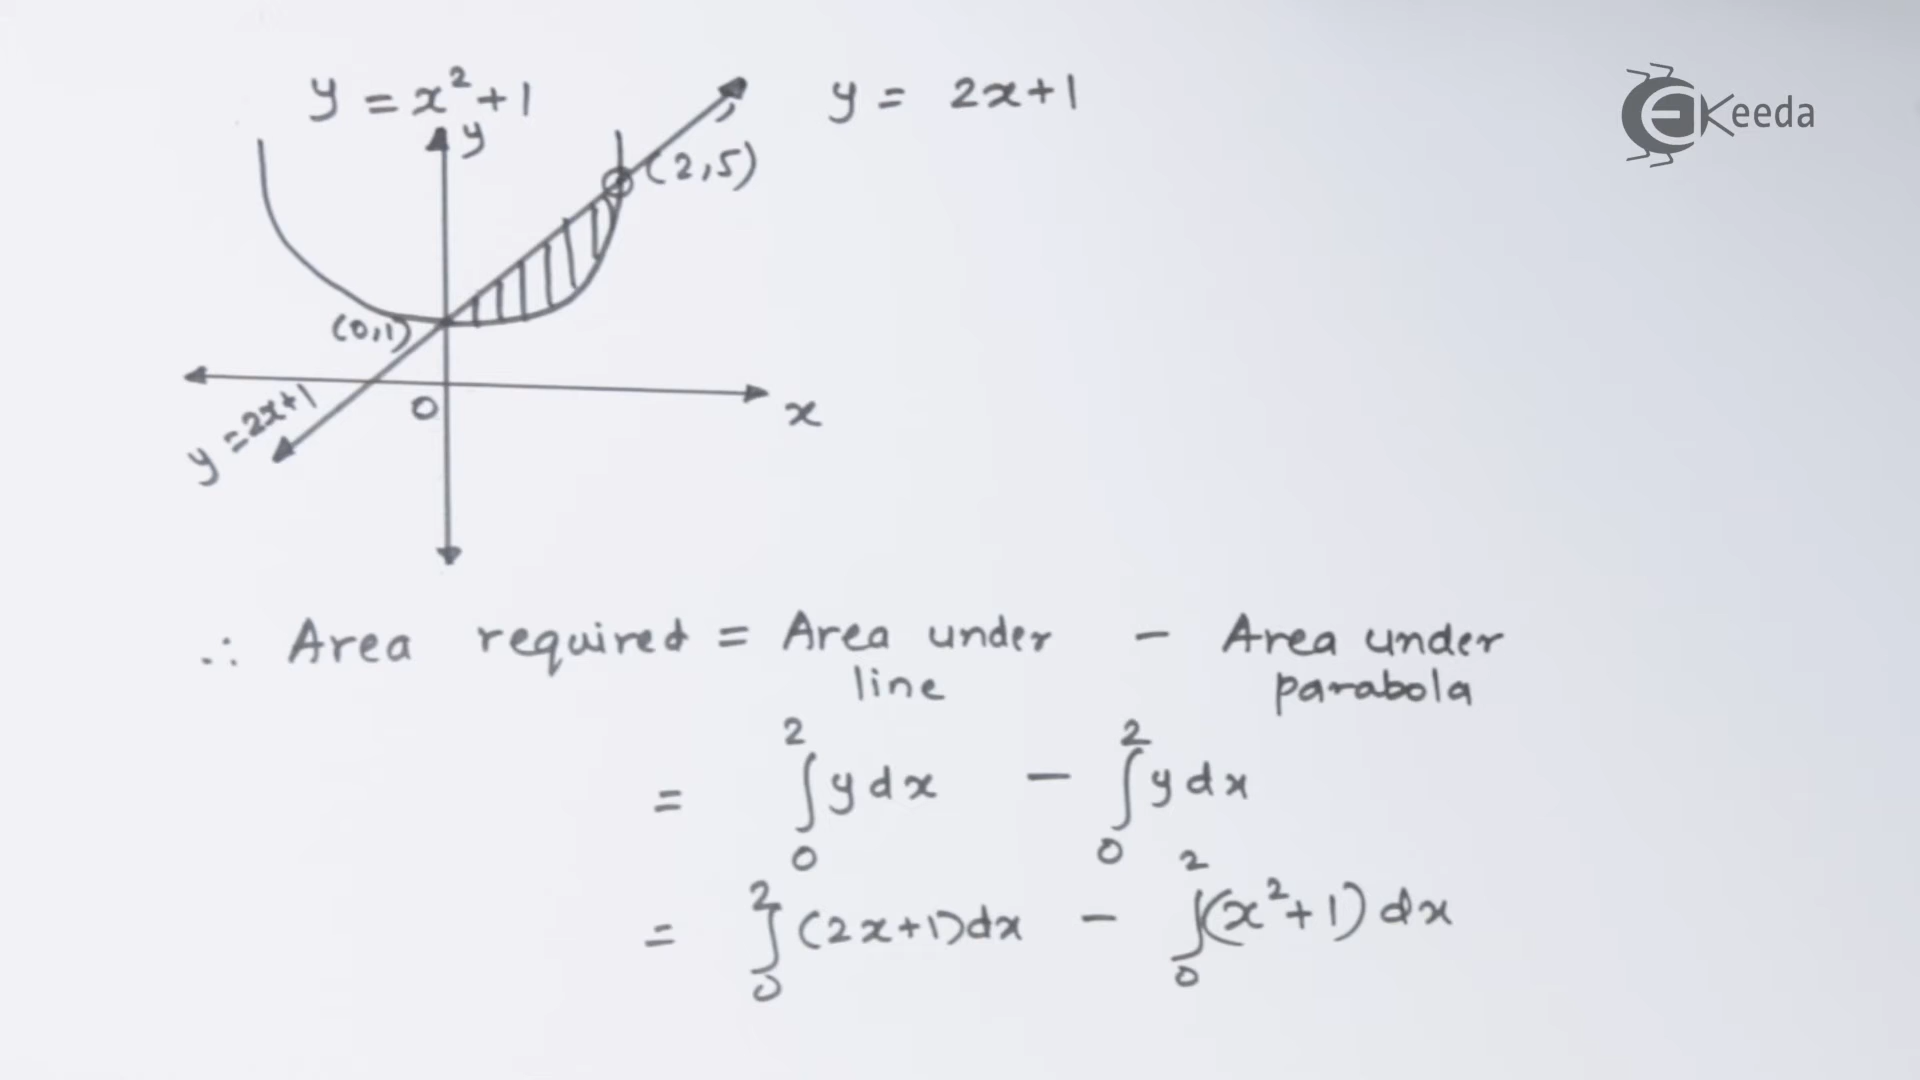 y = x² + 1
y = 2x+1
EKeeda
y
(2,5)
(0,1)
y = 2x+1
0
x
∴ Area required = Area under line − Area under parabola
= ∫₀² y dx − ∫₀² y dx
= ∫₀² (2x+1)dx − ∫₀² (x²+1) dx